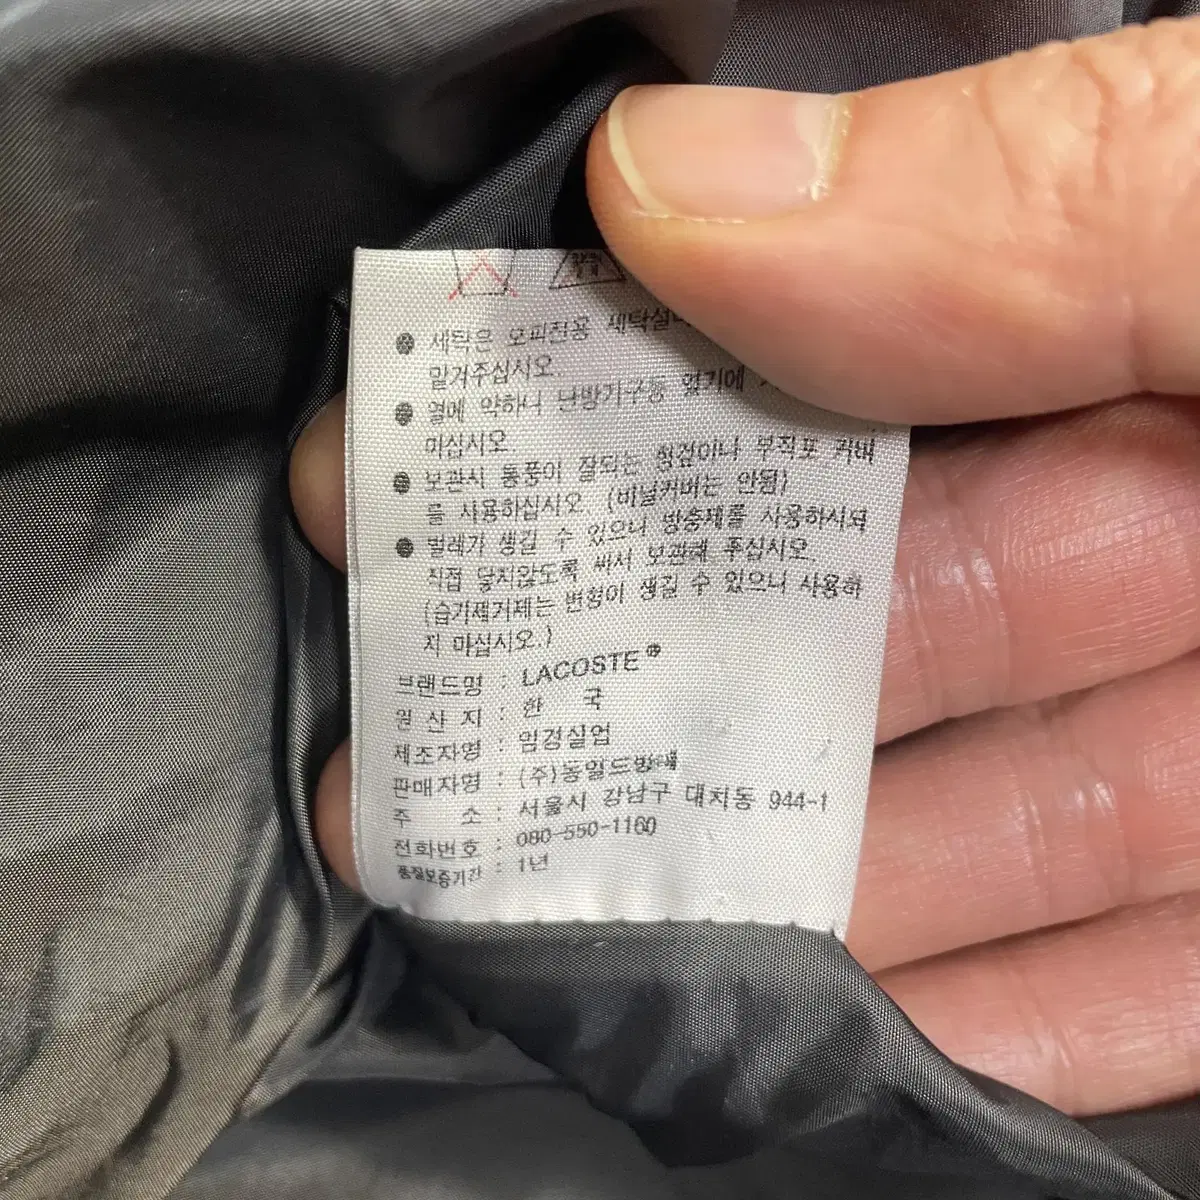 약하게
● 세탁은 모피전용 세탁설비
맡겨주십시오.
● 열에 약하니 난방기구등 열기에
마십시오.
● 보관시 통풍이 잘되는 헝겊이나 부직포 커버
를 사용하십시오. (비닐커버는 안됨)
● 벌레가 생길 수 있으니 방충제를 사용하시되
직접 닿지않도록 싸서 보관해 주십시오.
(습기제거제는 변형이 생길 수 있으니 사용하
지 마십시오.)
브랜드명 : LACOSTE®
원 산 지 : 한 국
제조자명 : 임경실업
판매자명 : (주)동일드방레
주 소 : 서울시 강남구 대치동 944-1
전화번호 : 080-550-1160
품질보증기간 : 1년